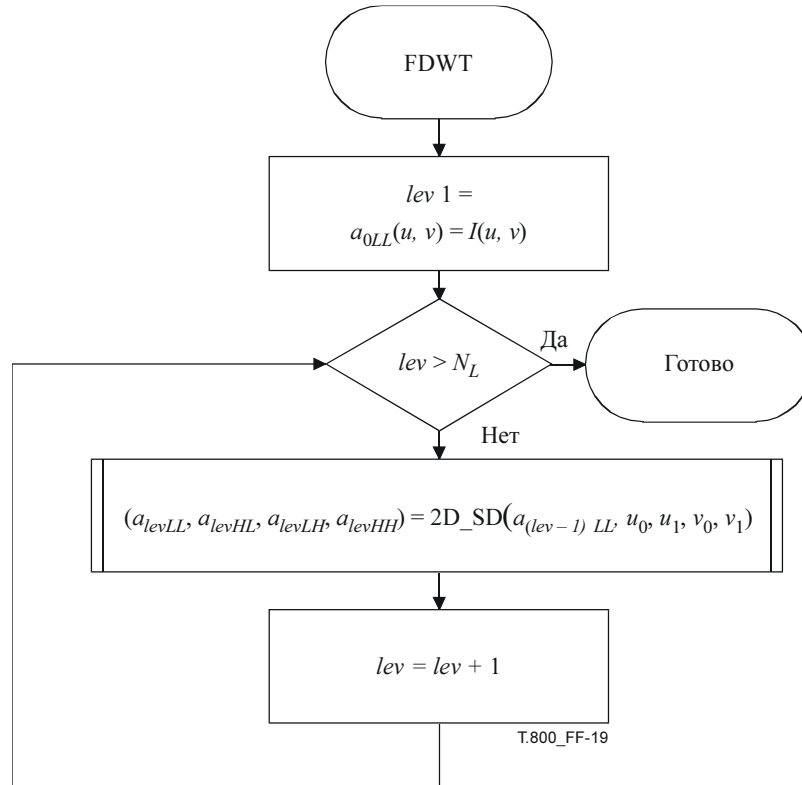 FDWT
lev 1 =
a0LL(u, v) = I(u, v)
lev > NL
Да
Готово
Нет
(alevLL, alevHL, alevLH, alevHH) = 2D_SD(a(lev – 1) LL, u0, u1, v0, v1)
lev = lev + 1
T.800_FF-19